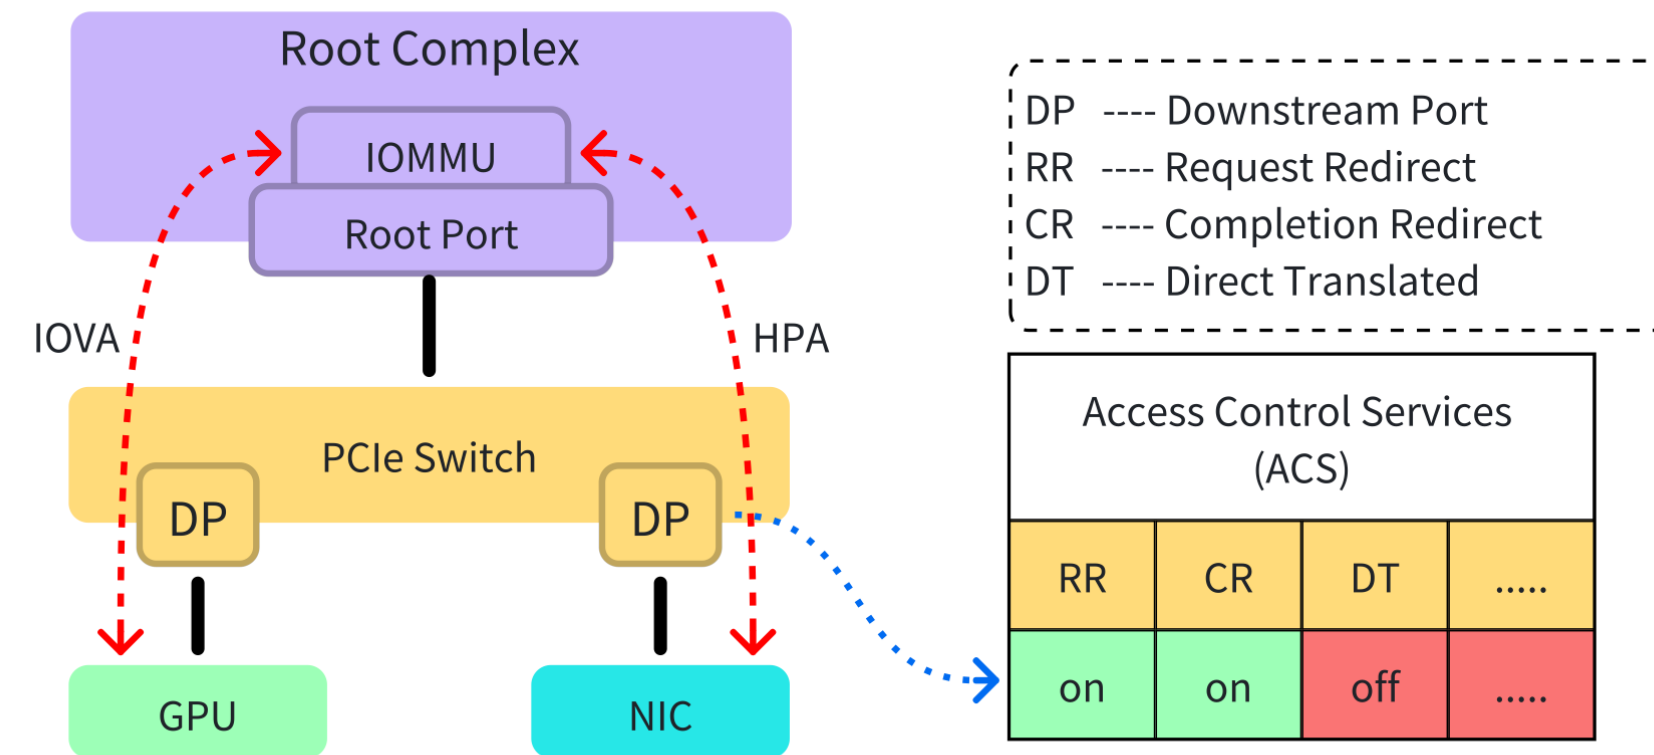 Root Complex
IOMMU
Root Port
IOVA
HPA
PCIe Switch
DP
DP
GPU
NIC
DP ---- Downstream Port
RR ---- Request Redirect
CR ---- Completion Redirect
DT ---- Direct Translated
Access Control Services
(ACS)
RR CR DT .....
on on off .....